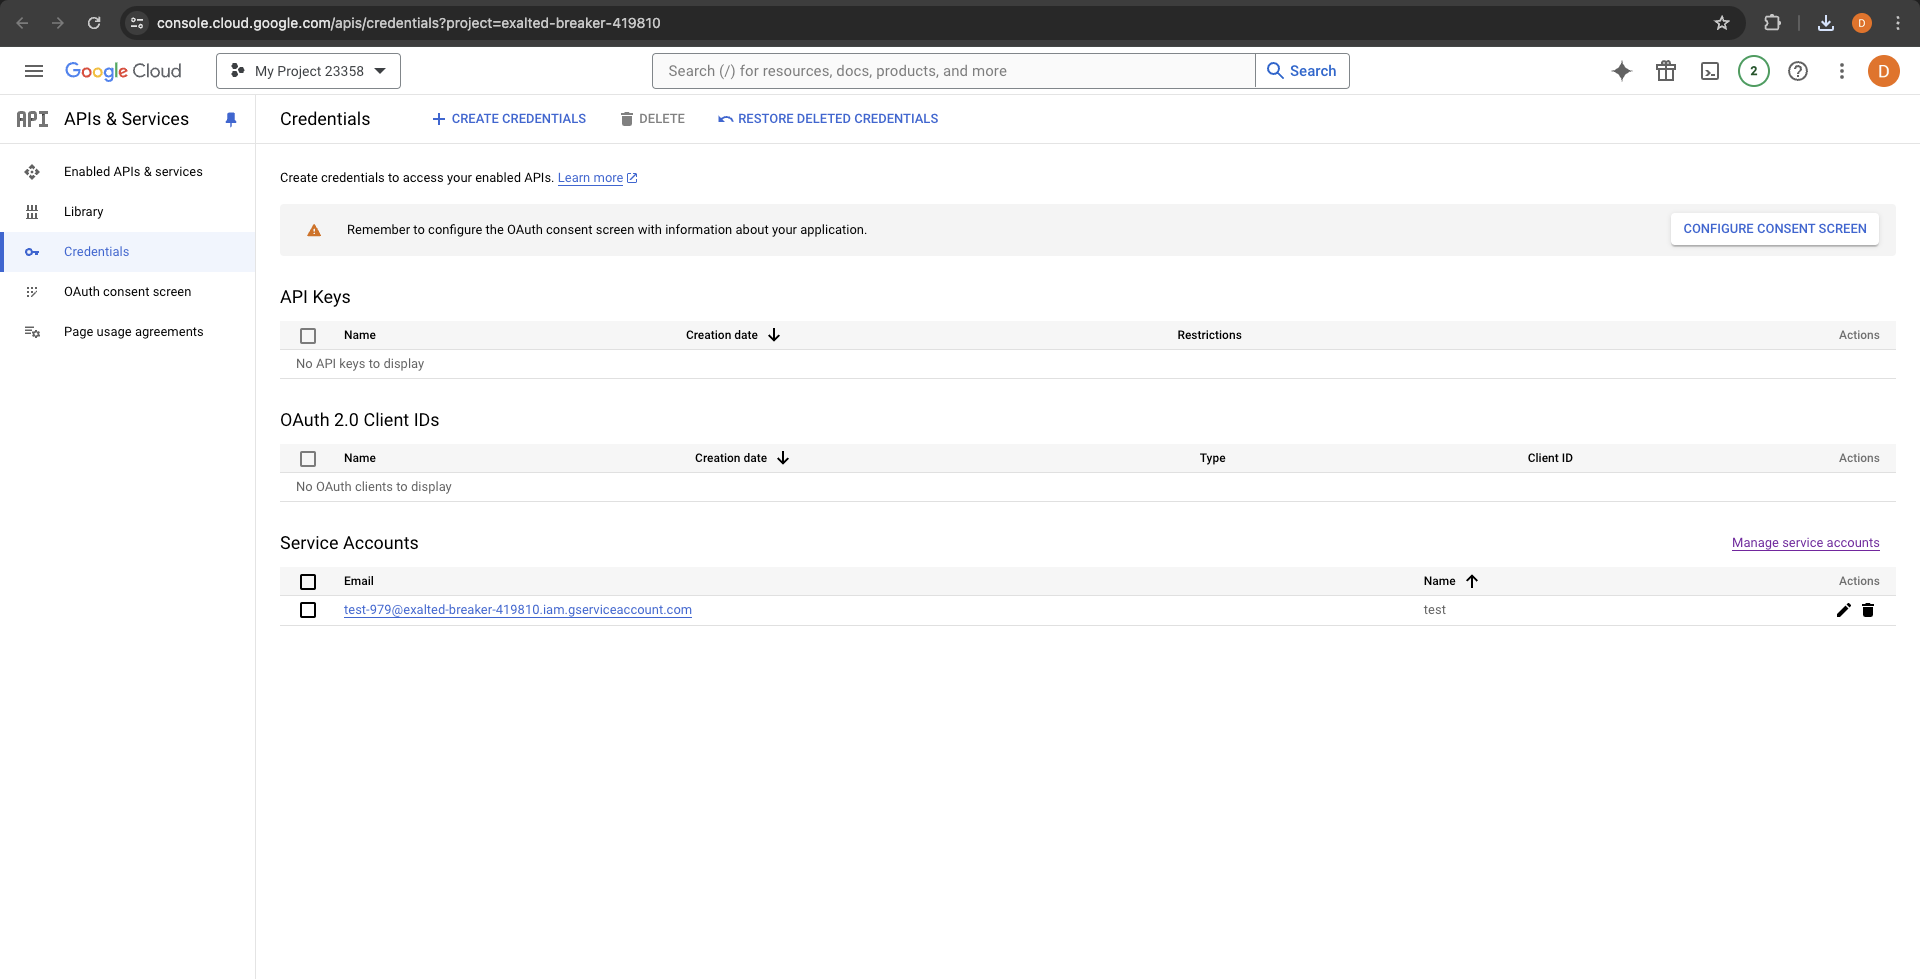 console.cloud.google.com/apis/credentials?project=exalted-breaker-419810
D
Google Cloud
My Project 23358
Search (/) for resources, docs, products, and more
Search
2
D
API
APIs & Services
Credentials
CREATE CREDENTIALS
DELETE
RESTORE DELETED CREDENTIALS
Enabled APIs & services
Library
Credentials
OAuth consent screen
Page usage agreements
Create credentials to access your enabled APIs. Learn more
Remember to configure the OAuth consent screen with information about your application.
CONFIGURE CONSENT SCREEN
API Keys
Name Creation date Restrictions Actions
No API keys to display
OAuth 2.0 Client IDs
Name Creation date Type Client ID Actions
No OAuth clients to display
Service Accounts
Manage service accounts
Email Name Actions
test-979@exalted-breaker-419810.iam.gserviceaccount.com test